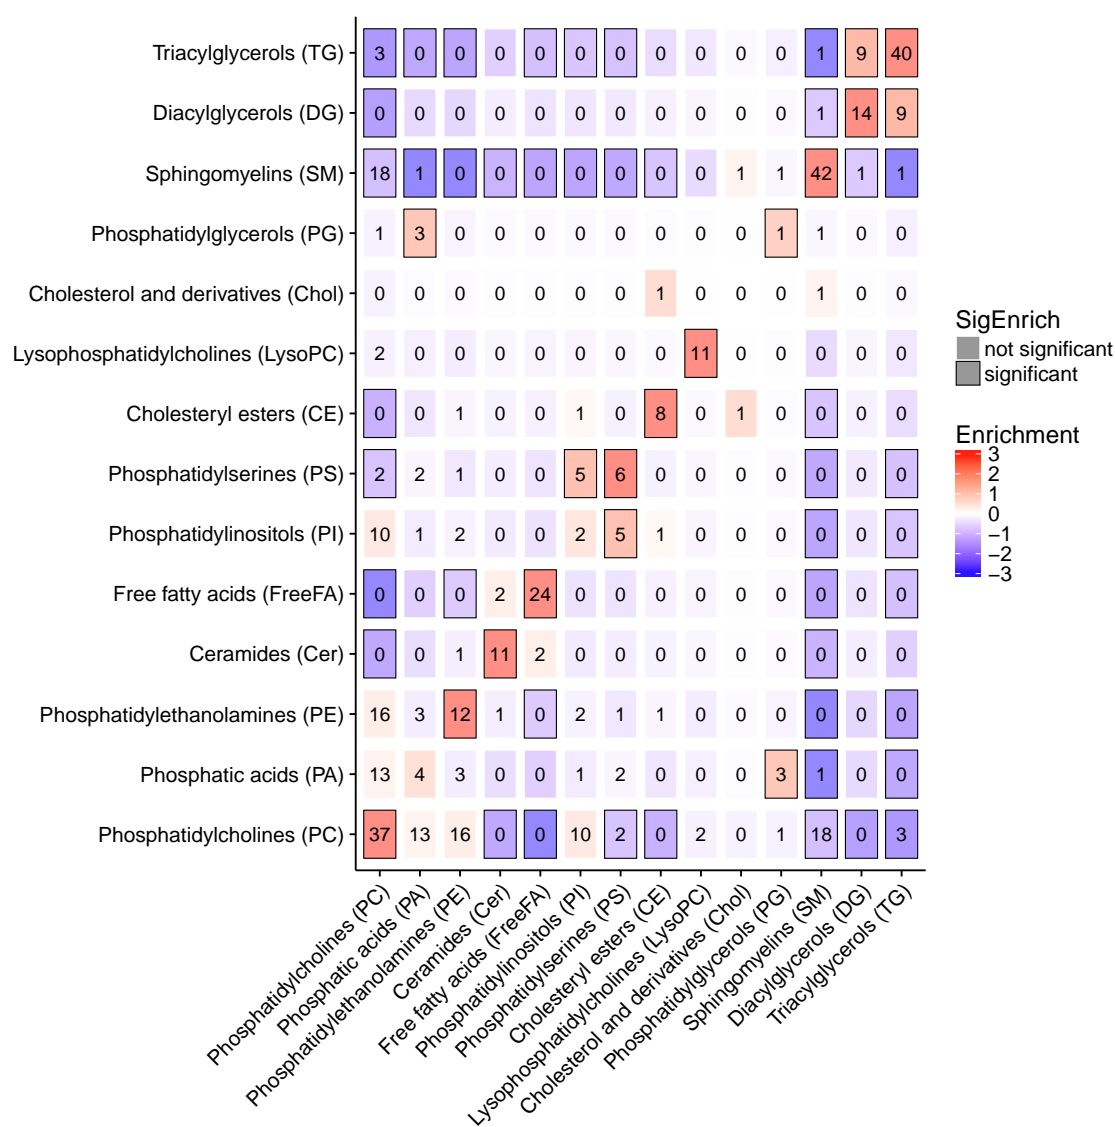 Triacylglycerols (TG) 3 0 0 0 0 0 0 0 0 0 0 1 9 40
Diacylglycerols (DG) 0 0 0 0 0 0 0 0 0 0 0 1 14 9
Sphingomyelins (SM) 18 1 0 0 0 0 0 0 0 1 1 42 1 1
Phosphatidylglycerols (PG) 1 3 0 0 0 0 0 0 0 0 1 1 0 0
Cholesterol and derivatives (Chol) 0 0 0 0 0 0 0 1 0 0 0 1 0 0
Lysophosphatidylcholines (LysoPC) 2 0 0 0 0 0 0 0 11 0 0 0 0 0
Cholesteryl esters (CE) 0 0 1 0 0 1 0 8 0 1 0 0 0 0
Phosphatidylserines (PS) 2 2 1 0 0 5 6 0 0 0 0 0 0 0
Phosphatidylinositols (PI) 10 1 2 0 0 2 5 1 0 0 0 0 0 0
Free fatty acids (FreeFA) 0 0 0 2 24 0 0 0 0 0 0 0 0 0
Ceramides (Cer) 0 0 1 11 2 0 0 0 0 0 0 0 0 0
Phosphatidylethanolamines (PE) 16 3 12 1 0 2 1 1 0 0 0 0 0 0
Phosphatic acids (PA) 13 4 3 0 0 1 2 0 0 0 3 1 0 0
Phosphatidylcholines (PC) 37 13 16 0 0 10 2 0 2 0 1 18 0 3
Phosphatidylcholines (PC)
Phosphatic acids (PA)
Phosphatidylethanolamines (PE)
Ceramides (Cer)
Free fatty acids (FreeFA)
Phosphatidylinositols (PI)
Phosphatidylserines (PS)
Cholesteryl esters (CE)
Lysophosphatidylcholines (LysoPC)
Cholesterol and derivatives (Chol)
Phosphatidylglycerols (PG)
Sphingomyelins (SM)
Diacylglycerols (DG)
Triacylglycerols (TG)
SigEnrich
not significant
significant
Enrichment
3
2
1
0
−1
−2
−3